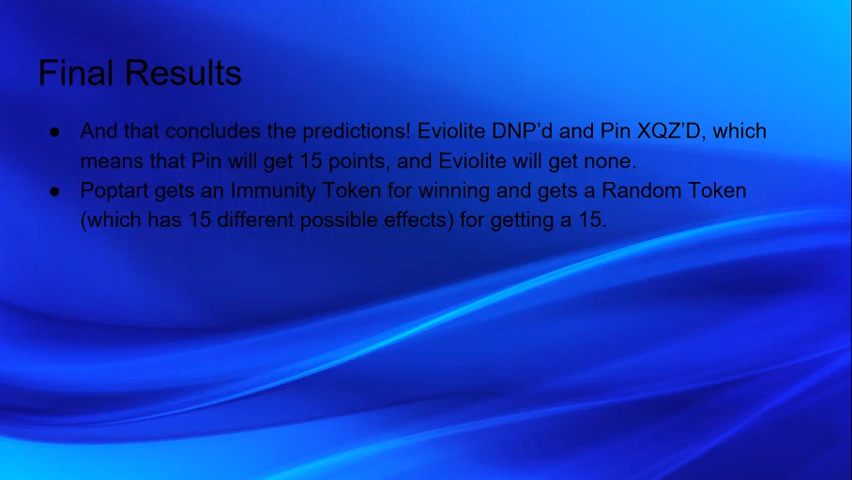 Final Results
● And that concludes the predictions! Eviolite DNP’d and Pin XQZ’D, which
means that Pin will get 15 points, and Eviolite will get none.
● Poptart gets an Immunity Token for winning and gets a Random Token
(which has 15 different possible effects) for getting a 15.